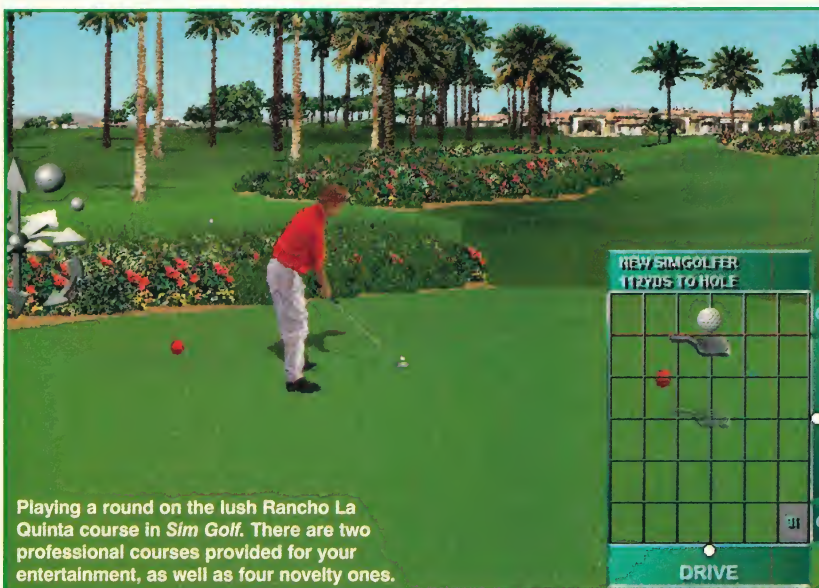 NEW SIMGOLFER
112YDS TO HOLE
DRIVE
Playing a round on the lush Rancho La
Quinta course in Sim Golf. There are two
professional courses provided for your
entertainment, as well as four novelty ones.